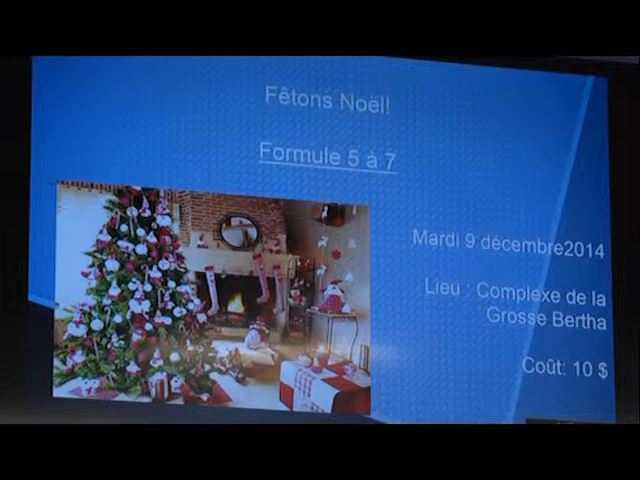 Fêtons Noël!
Formule 5 à 7
Mardi 9 décembre2014
Lieu : Complexe de la
Grosse Bertha
Coût: 10 $